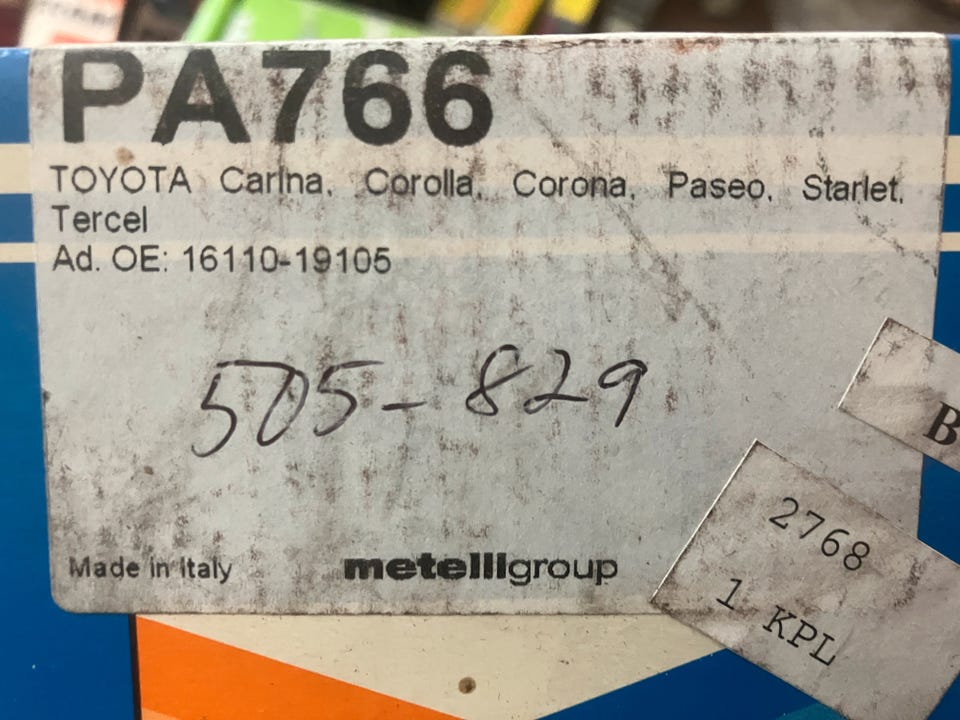 PA766
TOYOTA Carina, Corolla, Corona, Paseo, Starlet,
Tercel
Ad. OE: 16110-19105
505-829
Made in Italy
metelligroup
B
2768
1 KPL